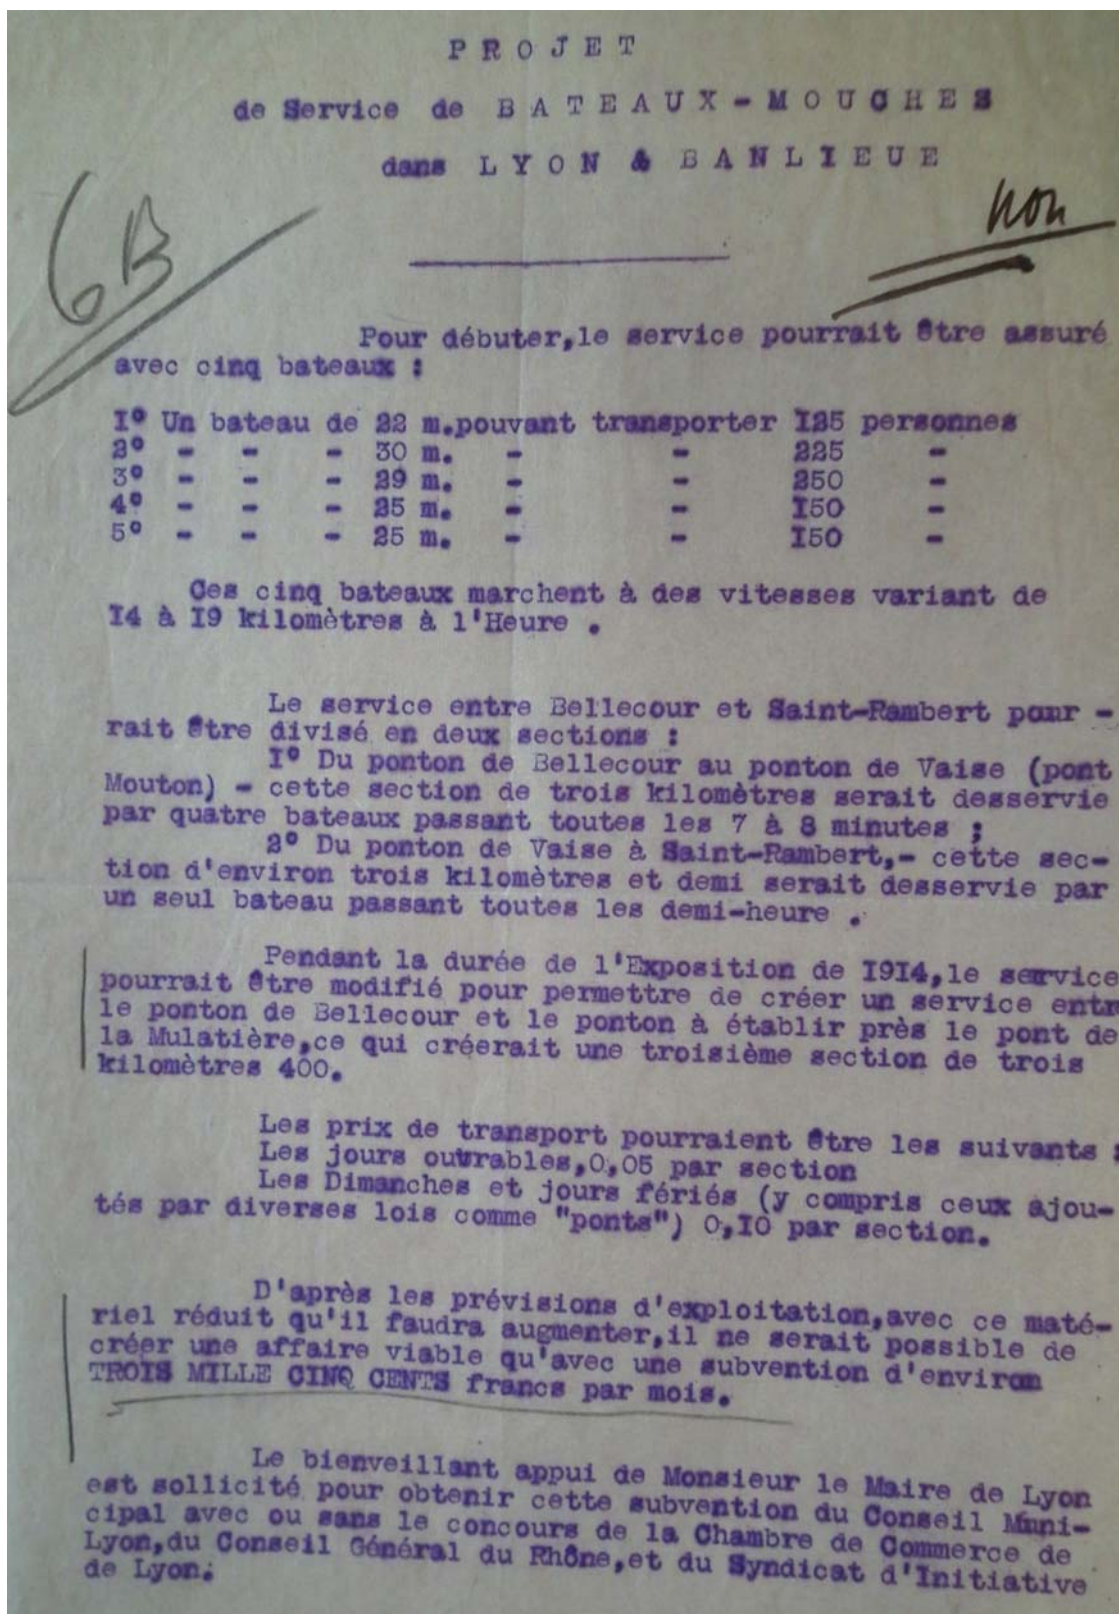 PROJET
de Service de BATEAUX-MOUCHES
dans LYON & BANLIEUE
6B
non
Pour débuter,le service pourrait être assuré
avec cinq bateaux :
I° Un bateau de 22 m.pouvant transporter I25 personnes
2° - - - 30 m. - - 225 -
3° - - - 29 m. - - 250 -
4° - - - 25 m. - - I50 -
5° - - - 25 m. - - I50 -
Ces cinq bateaux marchent à des vitesses variant de
I4 à I9 kilomètres à l'Heure .
Le service entre Bellecour et Saint-Rambert pour -
rait être divisé en deux sections :
I° Du ponton de Bellecour au ponton de Vaise (pont
Mouton) - cette section de trois kilomètres serait desservie
par quatre bateaux passant toutes les 7 à 8 minutes ;
2° Du ponton de Vaise à Saint-Rambert,- cette sec-
tion d'environ trois kilomètres et demi serait desservie par
un seul bateau passant toutes les demi-heure .
Pendant la durée de l'Exposition de I9I4,le service
pourrait être modifié pour permettre de créer un service entr
le ponton de Bellecour et le ponton à établir près le pont de
la Mulatière,ce qui créerait une troisième section de trois
kilomètres 400.
Les prix de transport pourraient être les suivants :
Les jours ouvrables,0,05 par section
Les Dimanches et jours fériés (y compris ceux ajou-
tés par diverses lois comme "ponts") 0,I0 par section.
D'après les prévisions d'exploitation,avec ce maté-
riel réduit qu'il faudra augmenter,il ne serait possible de
créer une affaire viable qu'avec une subvention d'environ
TROIS MILLE CINQ CENTS francs par mois.
Le bienveillant appui de Monsieur le Maire de Lyon
est sollicité pour obtenir cette subvention du Conseil Muni-
cipal avec ou sans le concours de la Chambre de Commerce de
Lyon,du Conseil Général du Rhône,et du Syndicat d'Initiative
de Lyon;